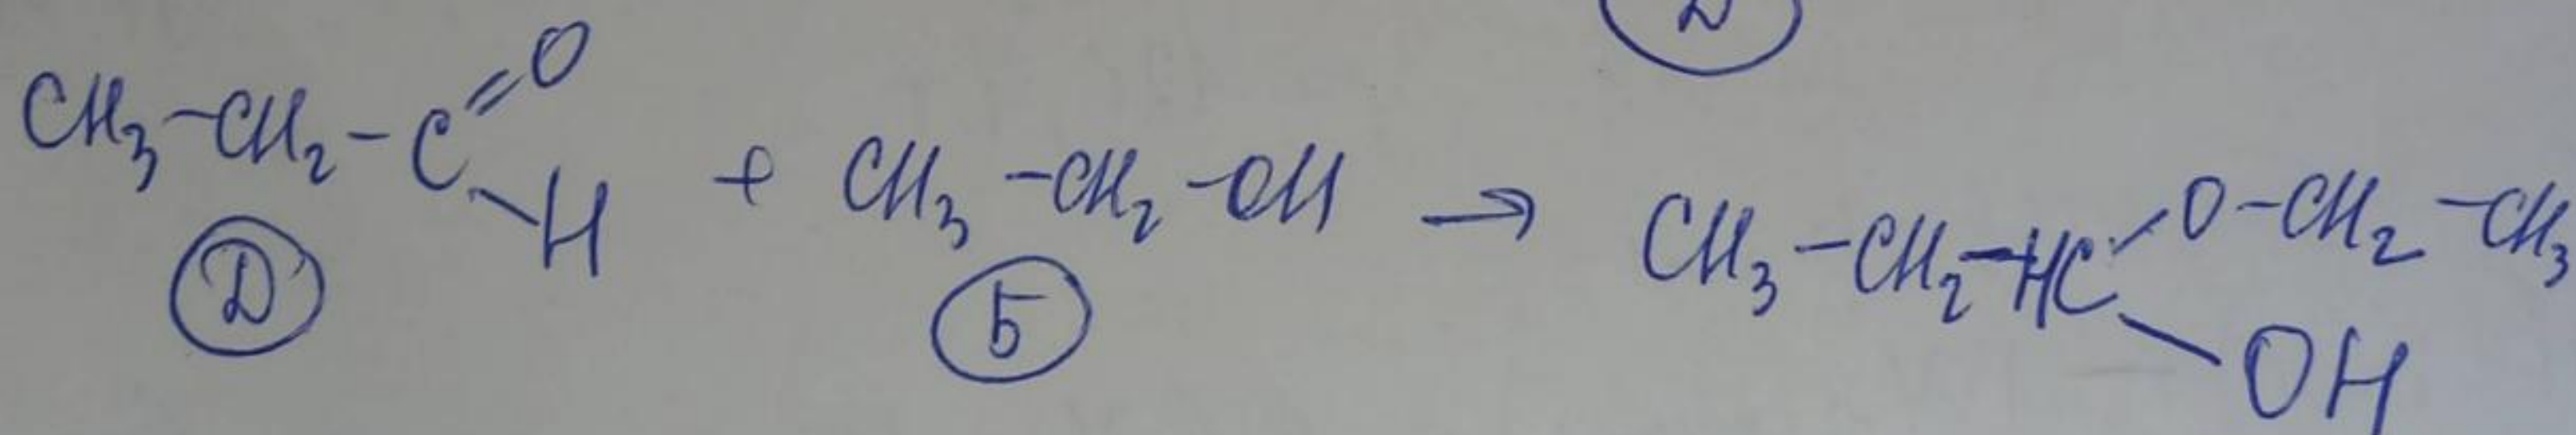 D
CH₃-CH₂-C=O-H + CH₃-CH₂-OH → CH₃-CH₂-HC-O-CH₂-CH₃
OH
D Б